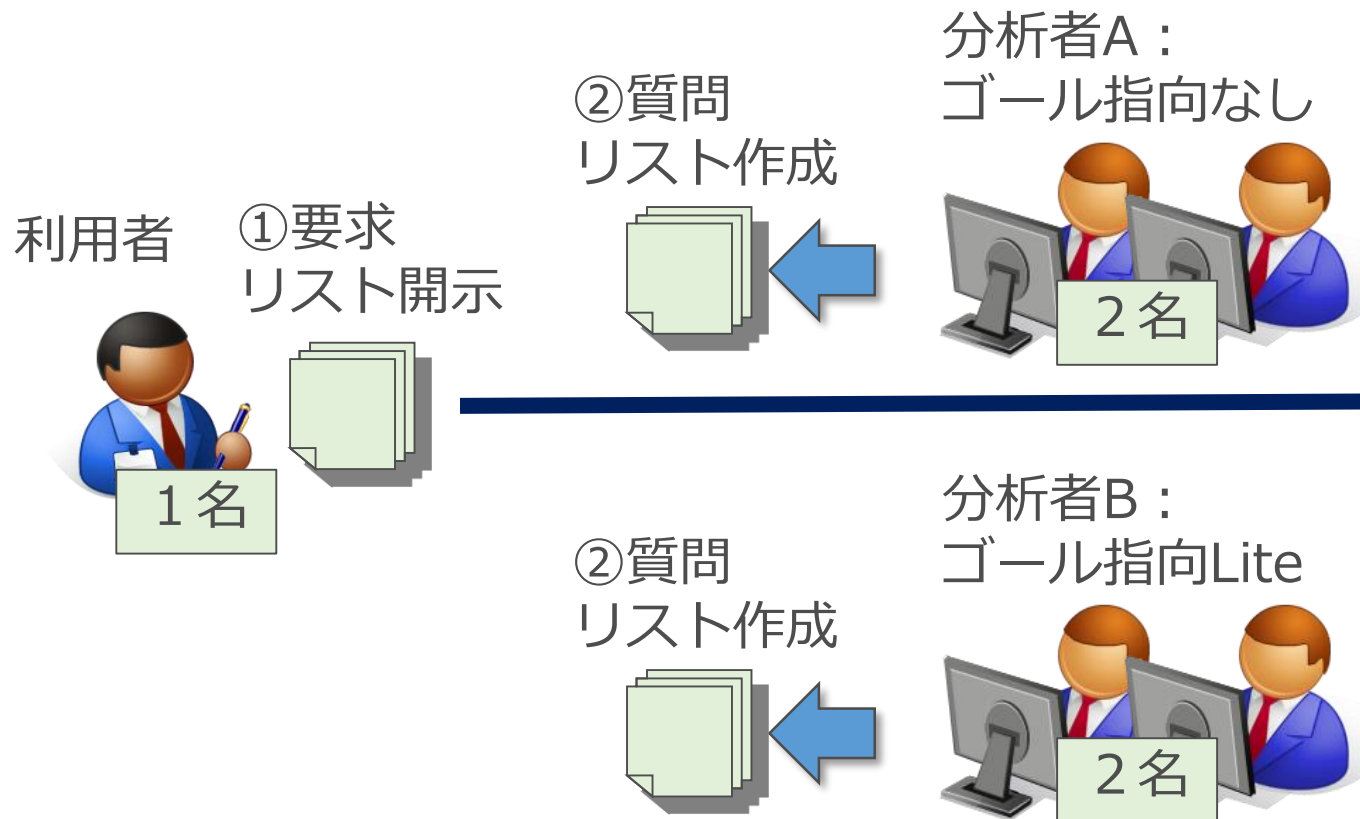 利用者
１名
①要求
リスト開示
②質問
リスト作成
分析者A：
ゴール指向なし
２名
②質問
リスト作成
分析者B：
ゴール指向Lite
２名